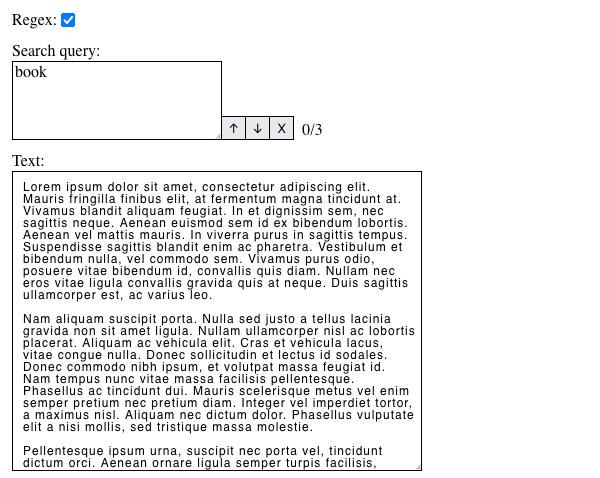 Regex:
Search query:
book
↑ ↓ X 0/3
Text:
Lorem ipsum dolor sit amet, consectetur adipiscing elit.
Mauris fringilla finibus elit, at fermentum magna tincidunt at.
Vivamus blandit aliquam feugiat. In et dignissim sem, nec
sagittis neque. Aenean euismod sem id ex bibendum lobortis.
Aenean vel mattis mauris. In viverra purus in sagittis tempus.
Suspendisse sagittis blandit enim ac pharetra. Vestibulum et
bibendum nulla, vel commodo sem. Vivamus purus odio,
posuere vitae bibendum id, convallis quis diam. Nullam nec
eros vitae ligula convallis gravida quis at neque. Duis sagittis
ullamcorper est, ac varius leo.
Nam aliquam suscipit porta. Nulla sed justo a tellus lacinia
gravida non sit amet ligula. Nullam ullamcorper nisl ac lobortis
placerat. Aliquam ac vehicula elit. Cras et vehicula lacus,
vitae congue nulla. Donec sollicitudin et lectus id sodales.
Donec commodo nibh ipsum, et volutpat massa feugiat id.
Nam tempus nunc vitae massa facilisis pellentesque.
Phasellus ac tincidunt dui. Mauris scelerisque metus vel enim
semper pretium nec pretium diam. Integer vel imperdiet tortor,
a maximus nisl. Aliquam nec dictum dolor. Phasellus vulputate
elit a nisi mollis, sed tristique massa molestie.
Pellentesque ipsum urna, suscipit nec porta vel, tincidunt
dictum orci. Aenean ornare ligula semper turpis facilisis,